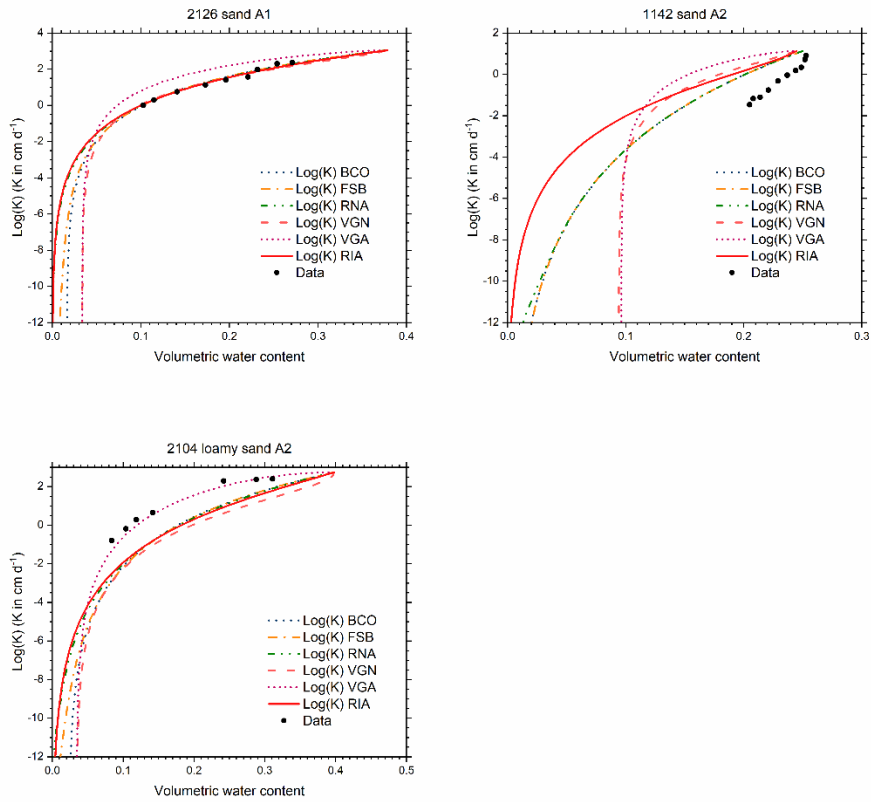 2126 sand A1
4
2
0
-2
-4
-6
-8
-10
-12
Log(K) (K in cm d⁻¹)
Log(K) BCO
Log(K) FSB
Log(K) RNA
Log(K) VGN
Log(K) VGA
Log(K) RIA
Data
0.0 0.1 0.2 0.3 0.4
Volumetric water content
1142 sand A2
4
2
0
-2
-4
-6
-8
-10
-12
Log(K) (K in cm d⁻¹)
Log(K) BCO
Log(K) FSB
Log(K) RNA
Log(K) VGN
Log(K) VGA
Log(K) RIA
Data
0.0 0.1 0.2 0.3
Volumetric water content
2104 loamy sand A2
2
0
-2
-4
-6
-8
-10
-12
Log(K) (K in cm d⁻¹)
Log(K) BCO
Log(K) FSB
Log(K) RNA
Log(K) VGN
Log(K) VGA
Log(K) RIA
Data
0.0 0.1 0.2 0.3 0.4 0.5
Volumetric water content